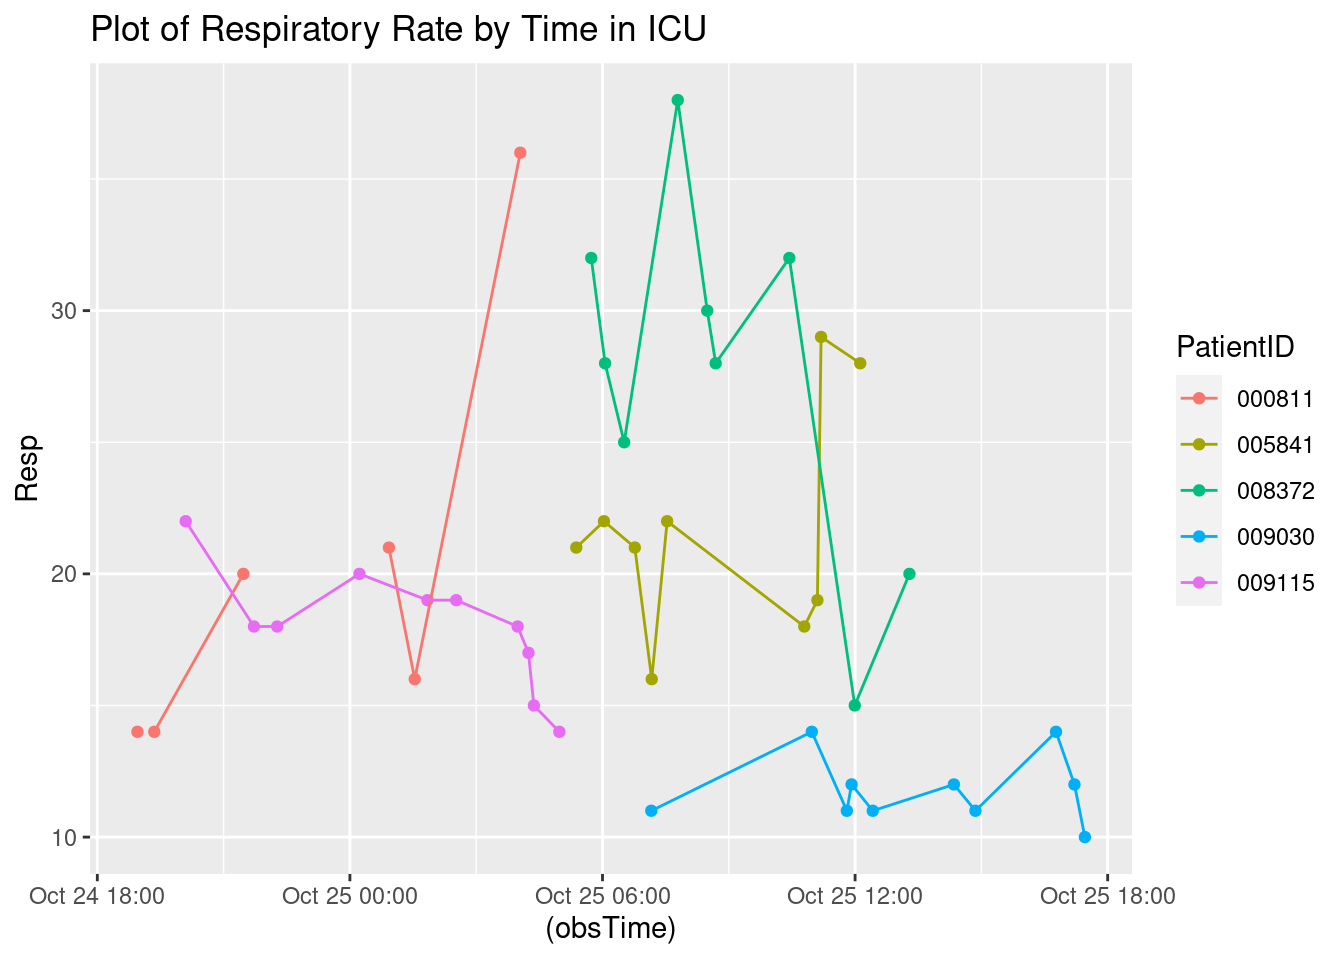 Plot of Respiratory Rate by Time in ICU
Resp
30
20
10
Oct 24 18:00 Oct 25 00:00 Oct 25 06:00 Oct 25 12:00 Oct 25 18:00
(obsTime)
PatientID
000811
005841
008372
009030
009115